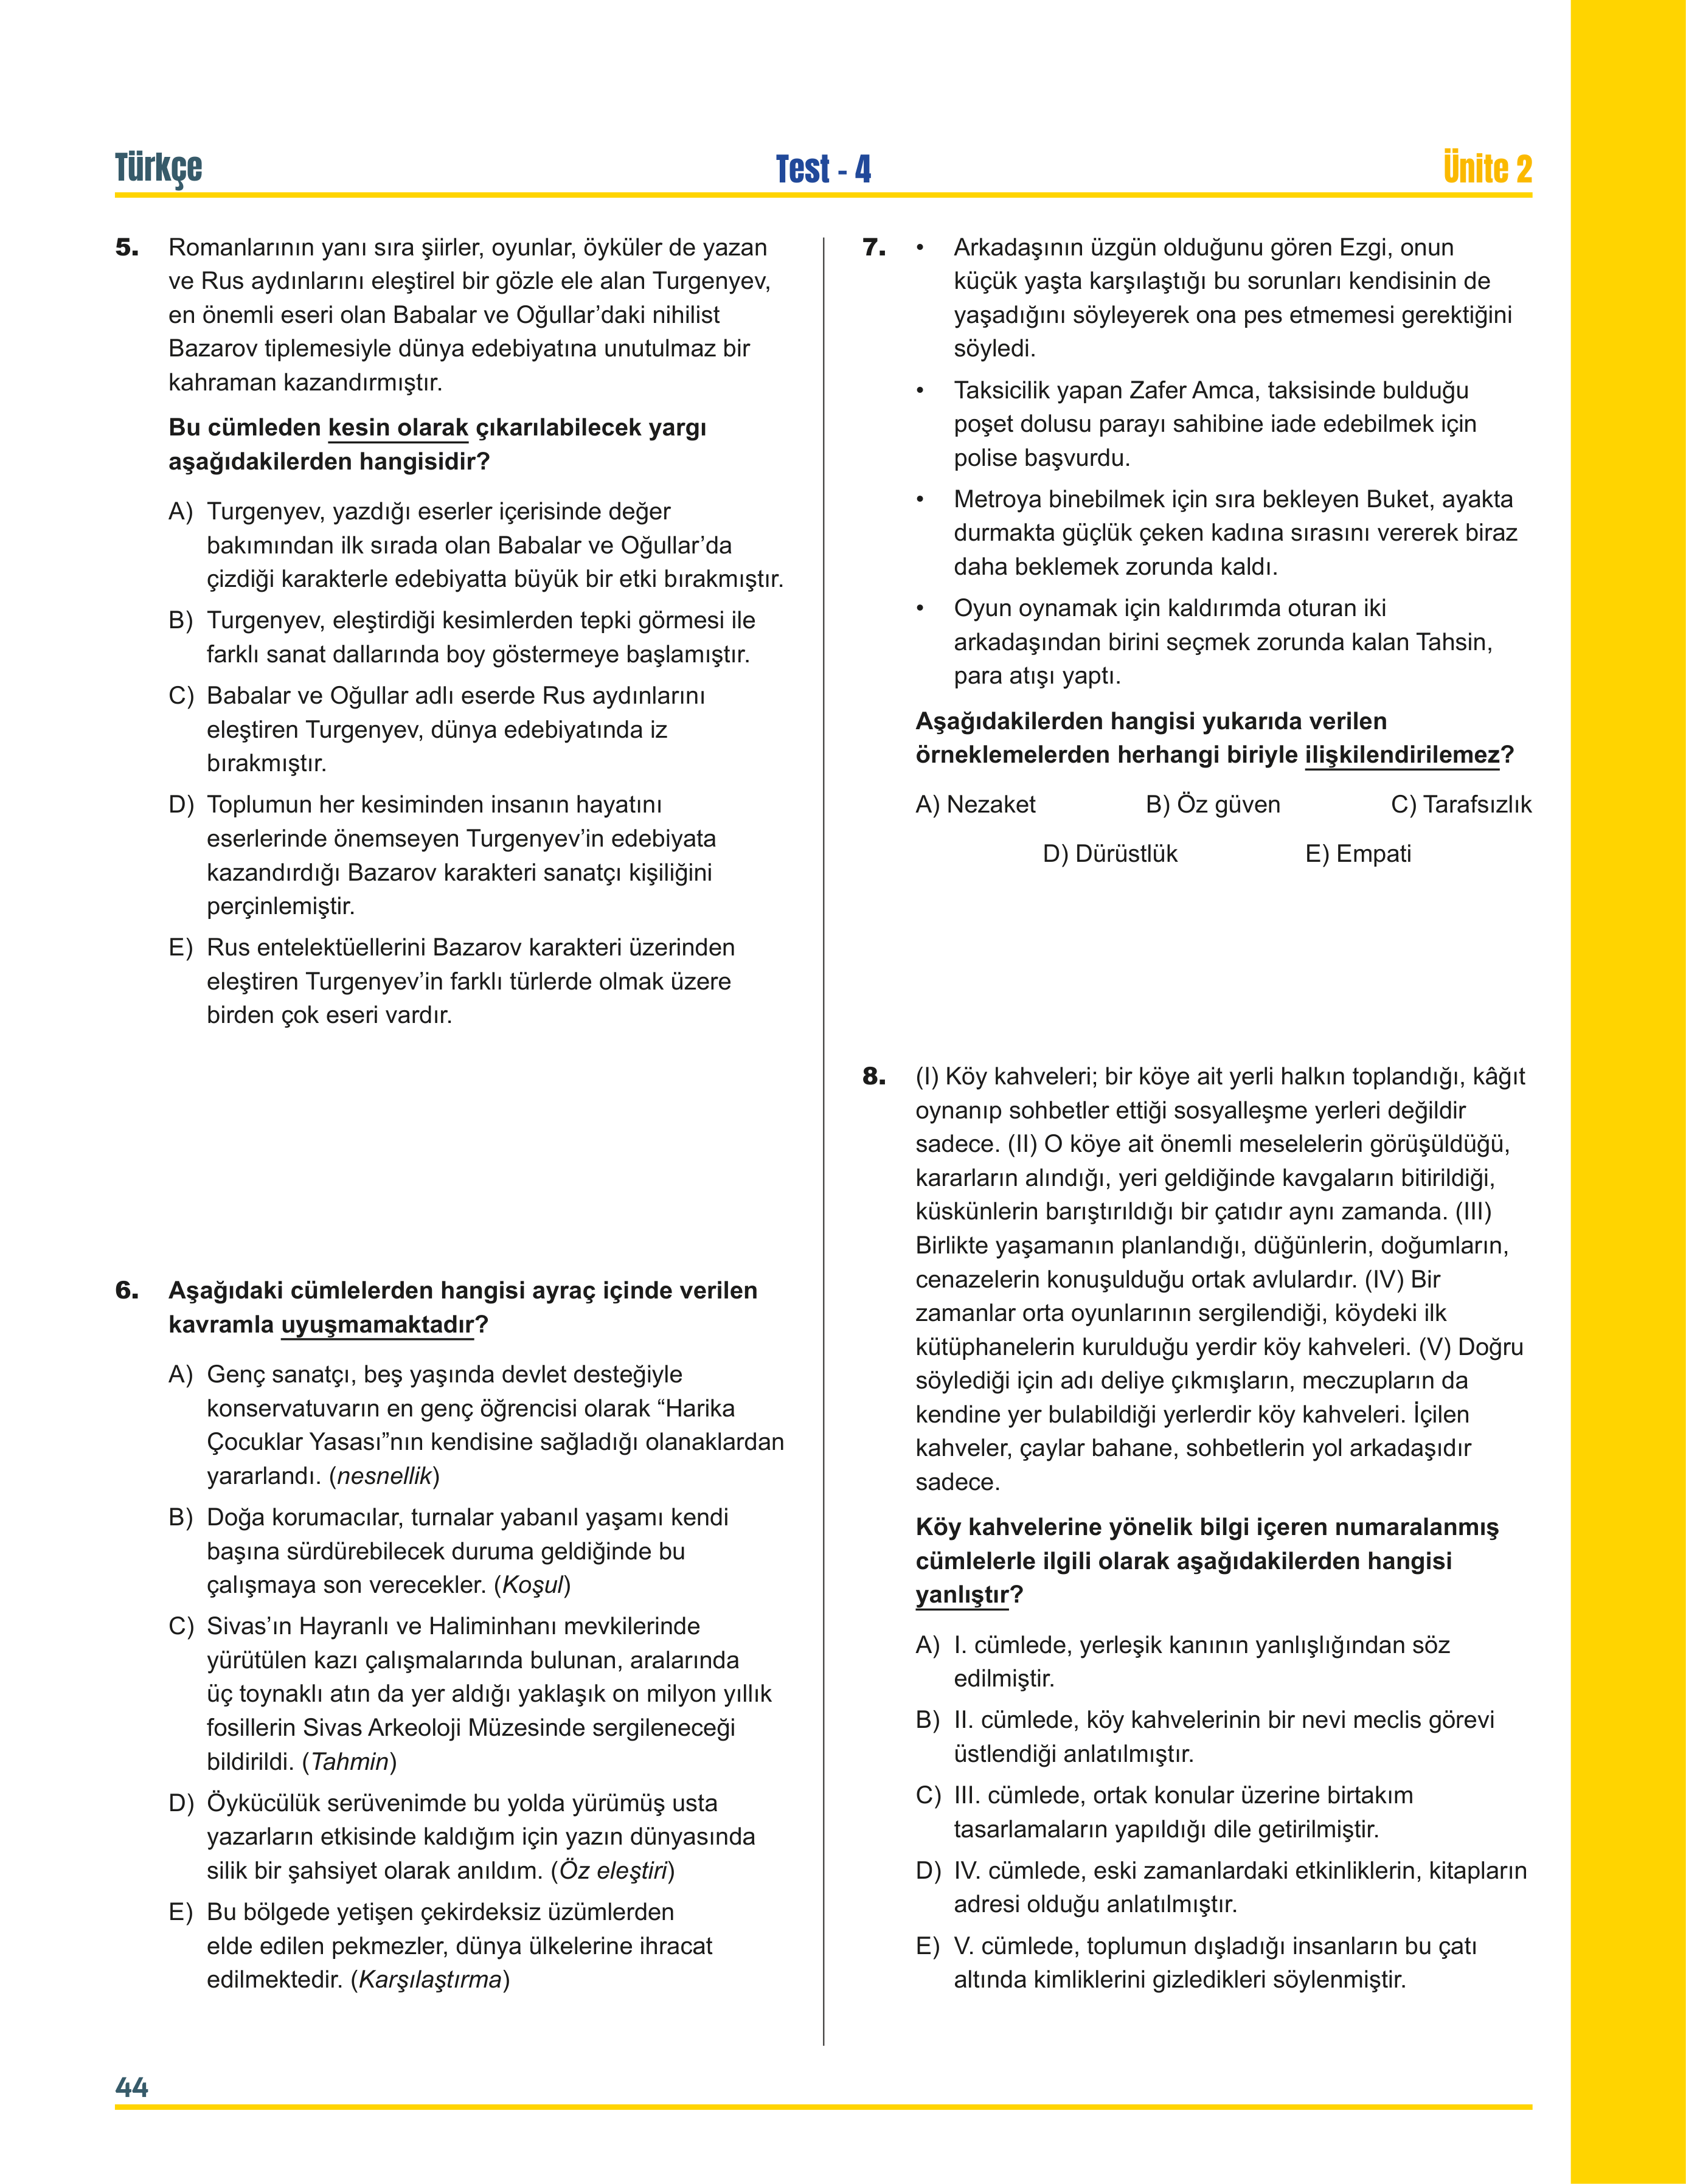 Türkçe
Test - 4
Ünite 2
5. Romanlarının yanı sıra şiirler, oyunlar, öyküler de yazan
ve Rus aydınlarını eleştirel bir gözle ele alan Turgenyev,
en önemli eseri olan Babalar ve Oğullar’daki nihilist
Bazarov tiplemesiyle dünya edebiyatına unutulmaz bir
kahraman kazandırmıştır.
Bu cümleden kesin olarak çıkarılabilecek yargı
aşağıdakilerden hangisidir?
A) Turgenyev, yazdığı eserler içerisinde değer
bakımından ilk sırada olan Babalar ve Oğullar’da
çizdiği karakterle edebiyatta büyük bir etki bırakmıştır.
B) Turgenyev, eleştirdiği kesimlerden tepki görmesi ile
farklı sanat dallarında boy göstermeye başlamıştır.
C) Babalar ve Oğullar adlı eserde Rus aydınlarını
eleştiren Turgenyev, dünya edebiyatında iz
bırakmıştır.
D) Toplumun her kesiminden insanın hayatını
eserlerinde önemseyen Turgenyev’in edebiyata
kazandırdığı Bazarov karakteri sanatçı kişiliğini
perçinlemiştir.
E) Rus entelektüellerini Bazarov karakteri üzerinden
eleştiren Turgenyev’in farklı türlerde olmak üzere
birden çok eseri vardır.
6. Aşağıdaki cümlelerden hangisi ayraç içinde verilen
kavramla uyuşmamaktadır?
A) Genç sanatçı, beş yaşında devlet desteğiyle
konservatuvarın en genç öğrencisi olarak “Harika
Çocuklar Yasası”nın kendisine sağladığı olanaklardan
yararlandı. (nesnellik)
B) Doğa korumacılar, turnalar yabanıl yaşamı kendi
başına sürdürebilecek duruma geldiğinde bu
çalışmaya son verecekler. (Koşul)
C) Sivas’ın Hayranlı ve Haliminhanı mevkilerinde
yürütülen kazı çalışmalarında bulunan, aralarında
üç toynaklı atın da yer aldığı yaklaşık on milyon yıllık
fosillerin Sivas Arkeoloji Müzesinde sergileneceği
bildirildi. (Tahmin)
D) Öykücülük serüvenimde bu yolda yürümüş usta
yazarların etkisinde kaldığım için yazın dünyasında
silik bir şahsiyet olarak anıldım. (Öz eleştiri)
E) Bu bölgede yetişen çekirdeksiz üzümlerden
elde edilen pekmezler, dünya ülkelerine ihracat
edilmektedir. (Karşılaştırma)
7. • Arkadaşının üzgün olduğunu gören Ezgi, onun
küçük yaşta karşılaştığı bu sorunları kendisinin de
yaşadığını söyleyerek ona pes etmemesi gerektiğini
söyledi.
• Taksicilik yapan Zafer Amca, taksisinde bulduğu
poşet dolusu parayı sahibine iade edebilmek için
polise başvurdu.
• Metroya binebilmek için sıra bekleyen Buket, ayakta
durmakta güçlük çeken kadına sırasını vererek biraz
daha beklemek zorunda kaldı.
• Oyun oynamak için kaldırımda oturan iki
arkadaşından birini seçmek zorunda kalan Tahsin,
para atışı yaptı.
Aşağıdakilerden hangisi yukarıda verilen
örneklemelerden herhangi biriyle ilişkilendirilemez?
A) Nezaket B) Öz güven C) Tarafsızlık
D) Dürüstlük E) Empati
8. (I) Köy kahveleri; bir köye ait yerli halkın toplandığı, kâğıt
oynanıp sohbetler ettiği sosyalleşme yerleri değildir
sadece. (II) O köye ait önemli meselelerin görüşüldüğü,
kararların alındığı, yeri geldiğinde kavgaların bitirildiği,
küskünlerin barıştırıldığı bir çatıdır aynı zamanda. (III)
Birlikte yaşamanın planlandığı, düğünlerin, doğumların,
cenazelerin konuşulduğu ortak avlulardır. (IV) Bir
zamanlar orta oyunlarının sergilendiği, köydeki ilk
kütüphanelerin kurulduğu yerdir köy kahveleri. (V) Doğru
söylediği için adı deliye çıkmışların, meczupların da
kendine yer bulabildiği yerlerdir köy kahveleri. İçilen
kahveler, çaylar bahane, sohbetlerin yol arkadaşıdır
sadece.
Köy kahvelerine yönelik bilgi içeren numaralanmış
cümlelerle ilgili olarak aşağıdakilerden hangisi
yanlıştır?
A) I. cümlede, yerleşik kanının yanlışlığından söz
edilmiştir.
B) II. cümlede, köy kahvelerinin bir nevi meclis görevi
üstlendiği anlatılmıştır.
C) III. cümlede, ortak konular üzerine birtakım
tasarlamaların yapıldığı dile getirilmiştir.
D) IV. cümlede, eski zamanlardaki etkinliklerin, kitapların
adresi olduğu anlatılmıştır.
E) V. cümlede, toplumun dışladığı insanların bu çatı
altında kimliklerini gizledikleri söylenmiştir.
44